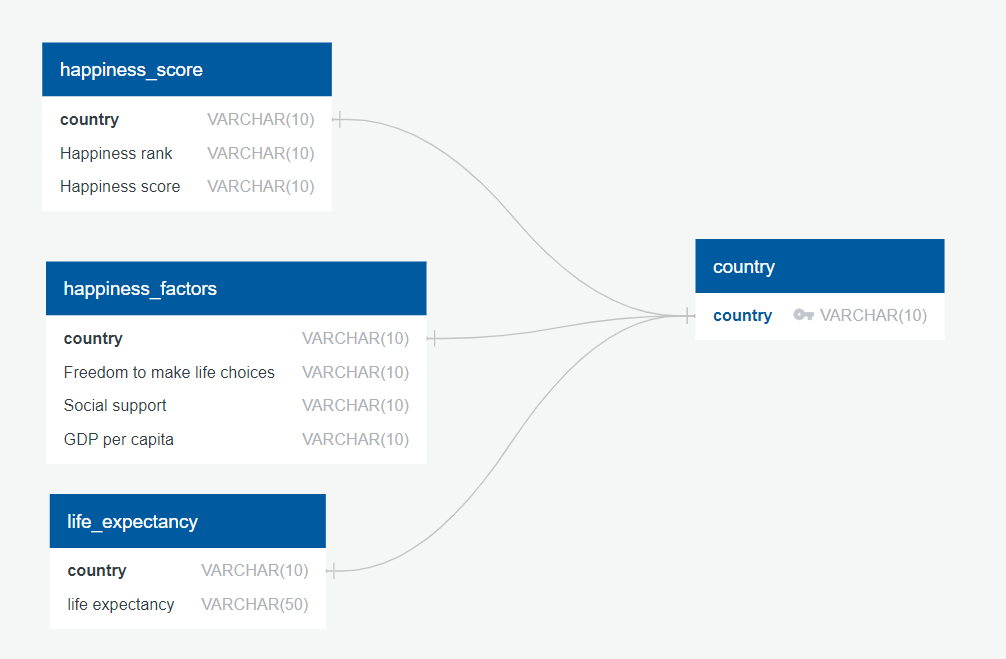 happiness_score
country VARCHAR(10)
Happiness rank VARCHAR(10)
Happiness score VARCHAR(10)
happiness_factors
country VARCHAR(10)
Freedom to make life choices VARCHAR(10)
Social support VARCHAR(10)
GDP per capita VARCHAR(10)
life_expectancy
country VARCHAR(10)
life expectancy VARCHAR(50)
country
country VARCHAR(10)